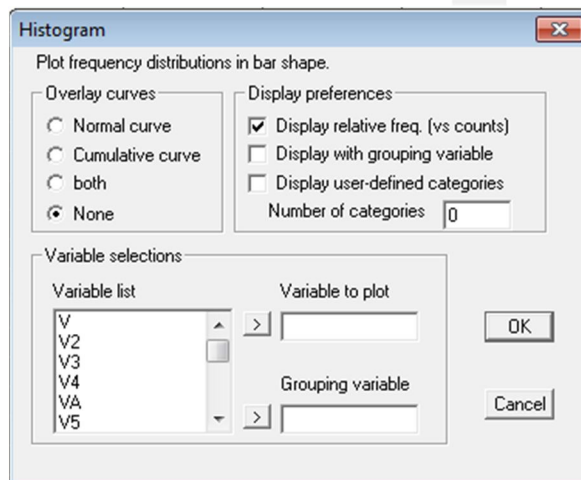 Histogram
Plot frequency distributions in bar shape.
Overlay curves
Normal curve
Cumulative curve
both
None
Display preferences
Display relative freq. (vs counts)
Display with grouping variable
Display user-defined categories
Number of categories 0
Variable selections
Variable list
V
V2
V3
V4
VA
V5
>
Variable to plot
>
Grouping variable
OK
Cancel